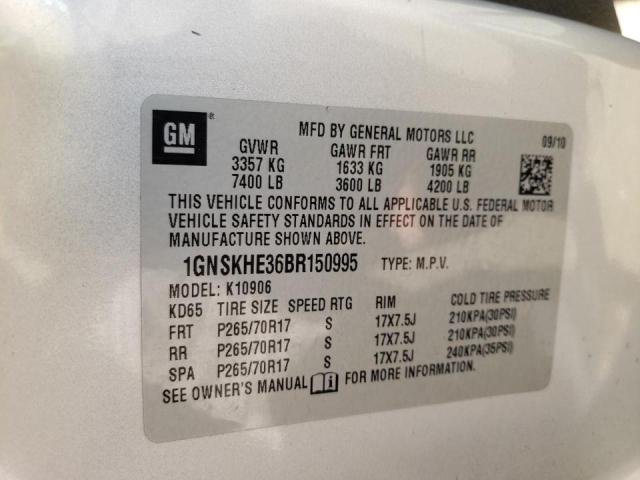 GM ®
MFD BY GENERAL MOTORS LLC 09/10
GVWR GAWR FRT GAWR RR
3357 KG 1633 KG 1905 KG
7400 LB 3600 LB 4200 LB
THIS VEHICLE CONFORMS TO ALL APPLICABLE U.S. FEDERAL MOTOR
VEHICLE SAFETY STANDARDS IN EFFECT ON THE DATE OF
MANUFACTURE SHOWN ABOVE.
1GNSKHE36BR150995 TYPE: M.P.V.
MODEL: K10906
KD65 TIRE SIZE SPEED RTG RIM COLD TIRE PRESSURE
FRT P265/70R17 S 17X7.5J 210KPA(30PSI)
RR P265/70R17 S 17X7.5J 210KPA(30PSI)
SPA P265/70R17 S 17X7.5J 240KPA(35PSI)
SEE OWNER'S MANUAL FOR MORE INFORMATION.